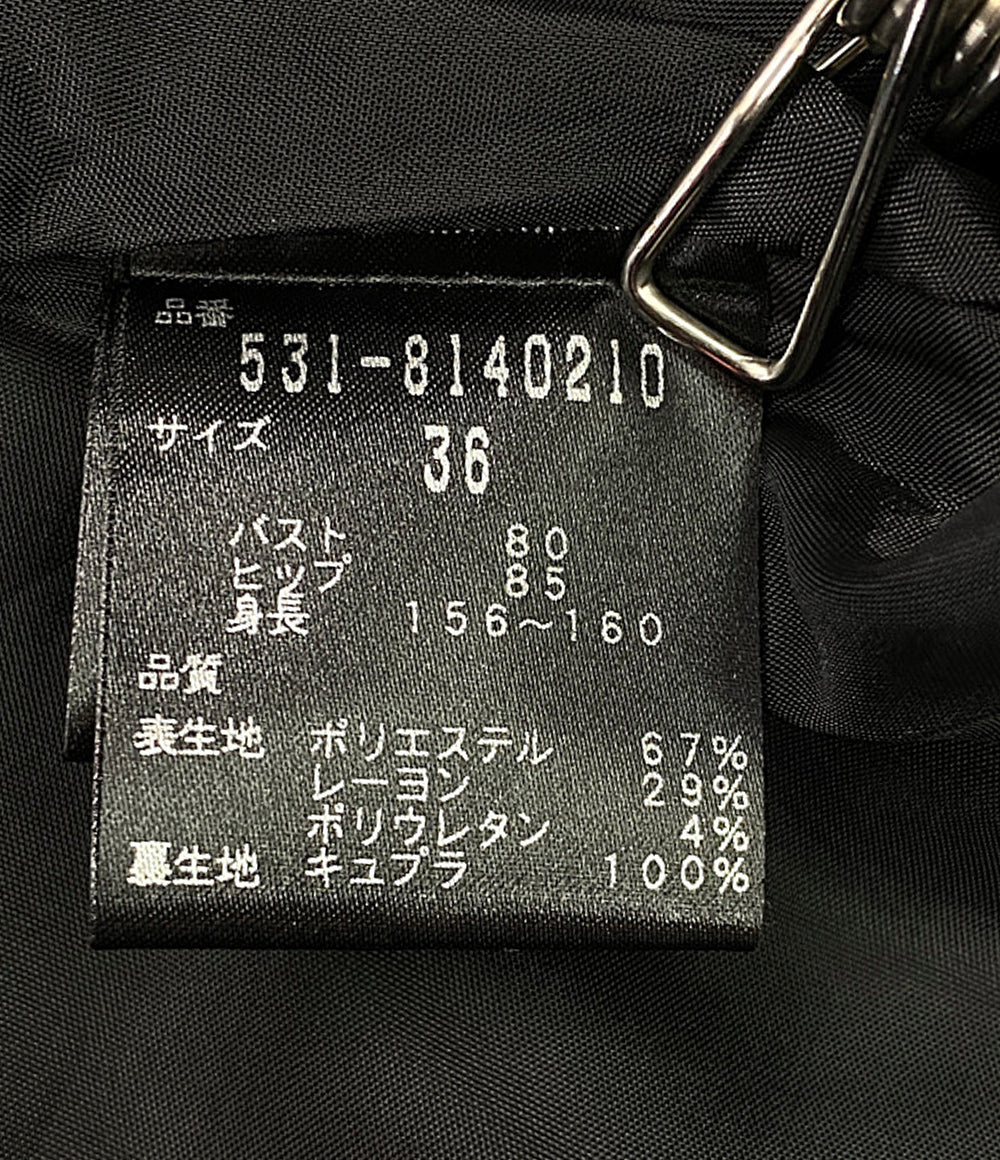 品番
531-8140210
サイズ 36
バスト 80
ヒップ 85
身長 156~160
品質
表生地 ポリエステル 67%
レーヨン 29%
ポリウレタン 4%
裏生地 キュプラ 100%